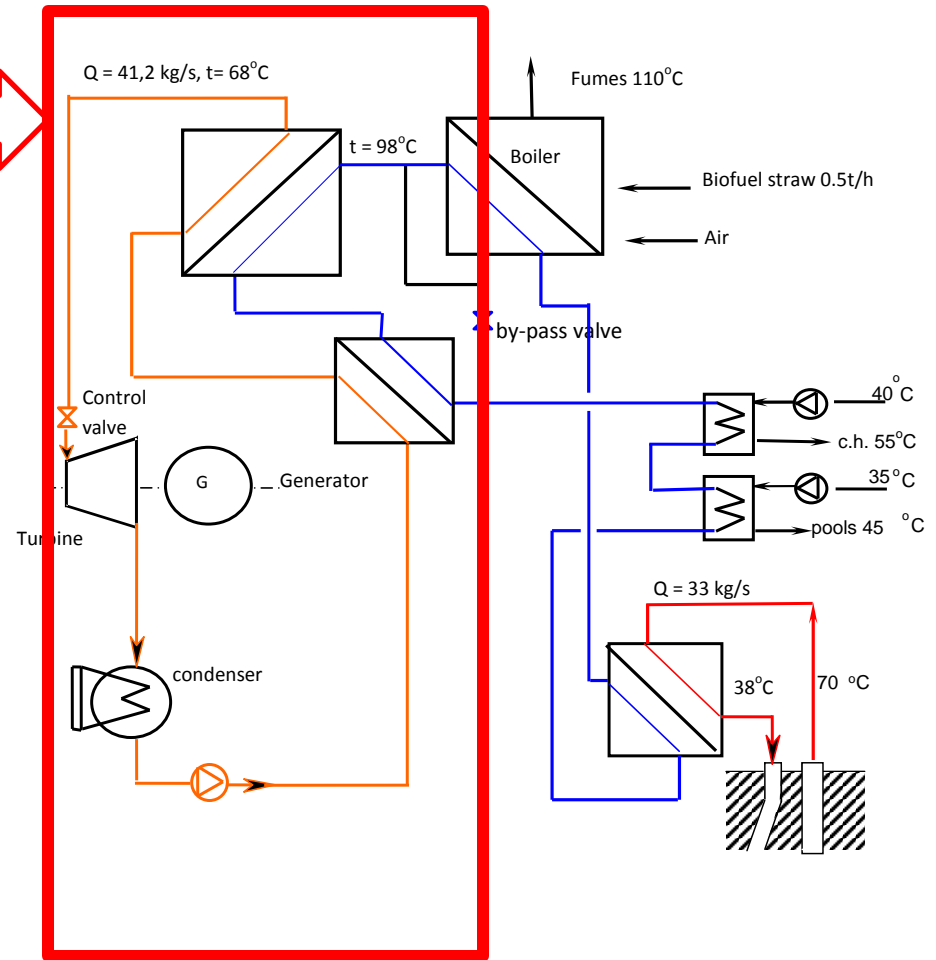 Q = 41,2 kg/s, t= 68°C
Fumes 110°C
t = 98°C
Boiler
Biofuel straw 0.5t/h
Air
by-pass valve
Control
valve
40°C
c.h. 55°C
G
Generator
35°C
Turbine
pools 45 °C
Q = 33 kg/s
condenser
38°C
70 °C